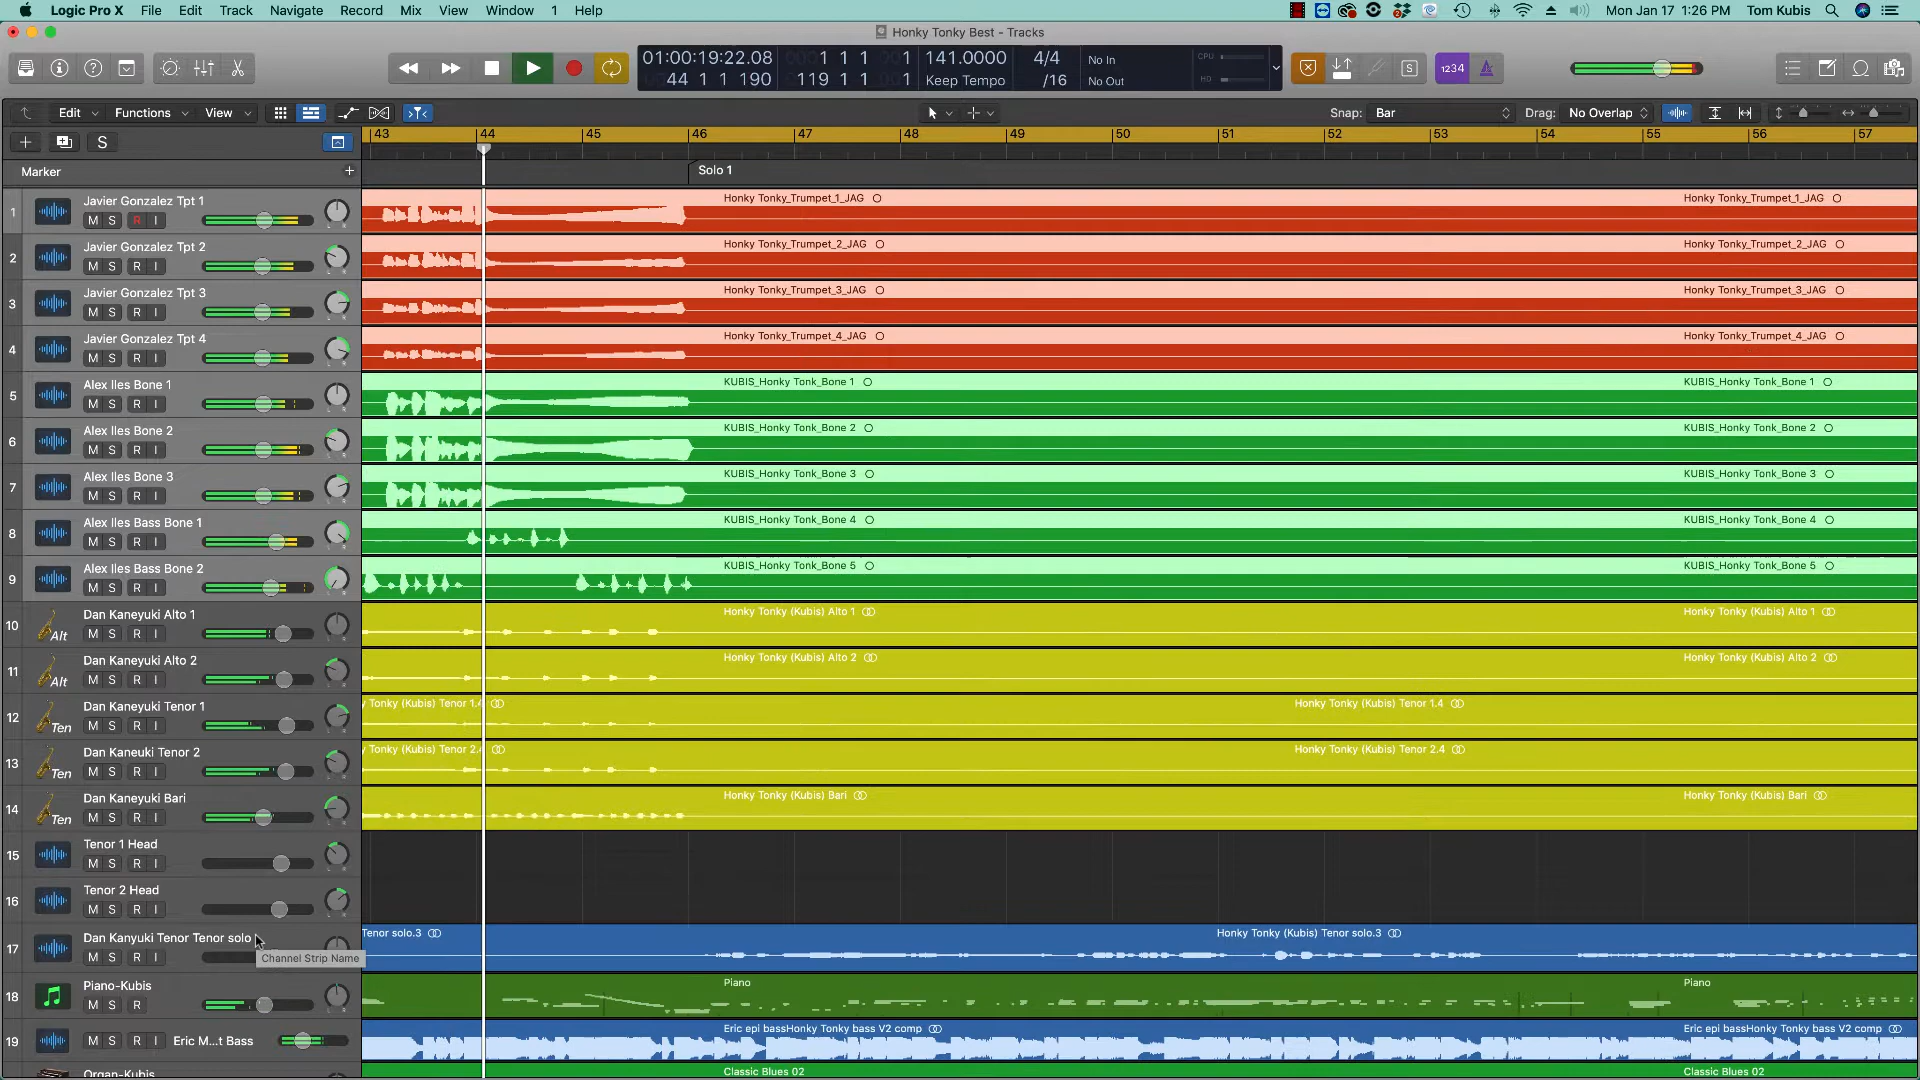 Logic Pro X File Edit Track Navigate Record Mix View Window 1 Help Mon Jan 17 1:26 PM Tom Kubis
Honky Tonky Best - Tracks
01:00:19:22.08 1 1 1 1 141.0000 4/4 No In CPU
44 1 1 190 119 1 1 1 Keep Tempo /16 No Out HD
1234
Edit Functions View Snap: Bar Drag: No Overlap
43 44 45 46 47 48 49 50 51 52 53 54 55 56 57
S
Marker + Solo 1
1 Javier Gonzalez Tpt 1 Honky Tonky_Trumpet_1_JAG Honky Tonky_Trumpet_1_JAG
M S R I
2 Javier Gonzalez Tpt 2 Honky Tonky_Trumpet_2_JAG Honky Tonky_Trumpet_2_JAG
M S R I
3 Javier Gonzalez Tpt 3 Honky Tonky_Trumpet_3_JAG Honky Tonky_Trumpet_3_JAG
M S R I
4 Javier Gonzalez Tpt 4 Honky Tonky_Trumpet_4_JAG Honky Tonky_Trumpet_4_JAG
M S R I
5 Alex Iles Bone 1 KUBIS_Honky Tonk_Bone 1 KUBIS_Honky Tonk_Bone 1
M S R I
6 Alex Iles Bone 2 KUBIS_Honky Tonk_Bone 2 KUBIS_Honky Tonk_Bone 2
M S R I
7 Alex Iles Bone 3 KUBIS_Honky Tonk_Bone 3 KUBIS_Honky Tonk_Bone 3
M S R I
8 Alex Iles Bass Bone 1 KUBIS_Honky Tonk_Bone 4 KUBIS_Honky Tonk_Bone 4
M S R I
9 Alex Iles Bass Bone 2 KUBIS_Honky Tonk_Bone 5 KUBIS_Honky Tonk_Bone 5
M S R I
10 Alt Dan Kaneyuki Alto 1 Honky Tonky (Kubis) Alto 1 Honky Tonky (Kubis) Alto 1
M S R I
11 Alt Dan Kaneyuki Alto 2 Honky Tonky (Kubis) Alto 2 Honky Tonky (Kubis) Alto 2
M S R I
12 Ten Dan Kaneyuki Tenor 1 y Tonky (Kubis) Tenor 1.4 Honky Tonky (Kubis) Tenor 1.4
M S R I
13 Ten Dan Kaneuki Tenor 2 y Tonky (Kubis) Tenor 2.4 Honky Tonky (Kubis) Tenor 2.4
M S R I
14 Ten Dan Kaneyuki Bari Honky Tonky (Kubis) Bari Honky Tonky (Kubis) Bari
M S R I
15 Tenor 1 Head
M S R I
16 Tenor 2 Head
M S R I
17 Dan Kanyuki Tenor Tenor solo Tenor solo.3 Honky Tonky (Kubis) Tenor solo.3
M S R I Channel Strip Name
18 Piano-Kubis Piano Piano
M S R
19 M S R I Eric M...t Bass Eric epi bassHonky Tonky bass V2 comp Eric epi bassHonky Tonky bass V2 comp
Organ-Kubis Classic Blues 02 Classic Blues 02